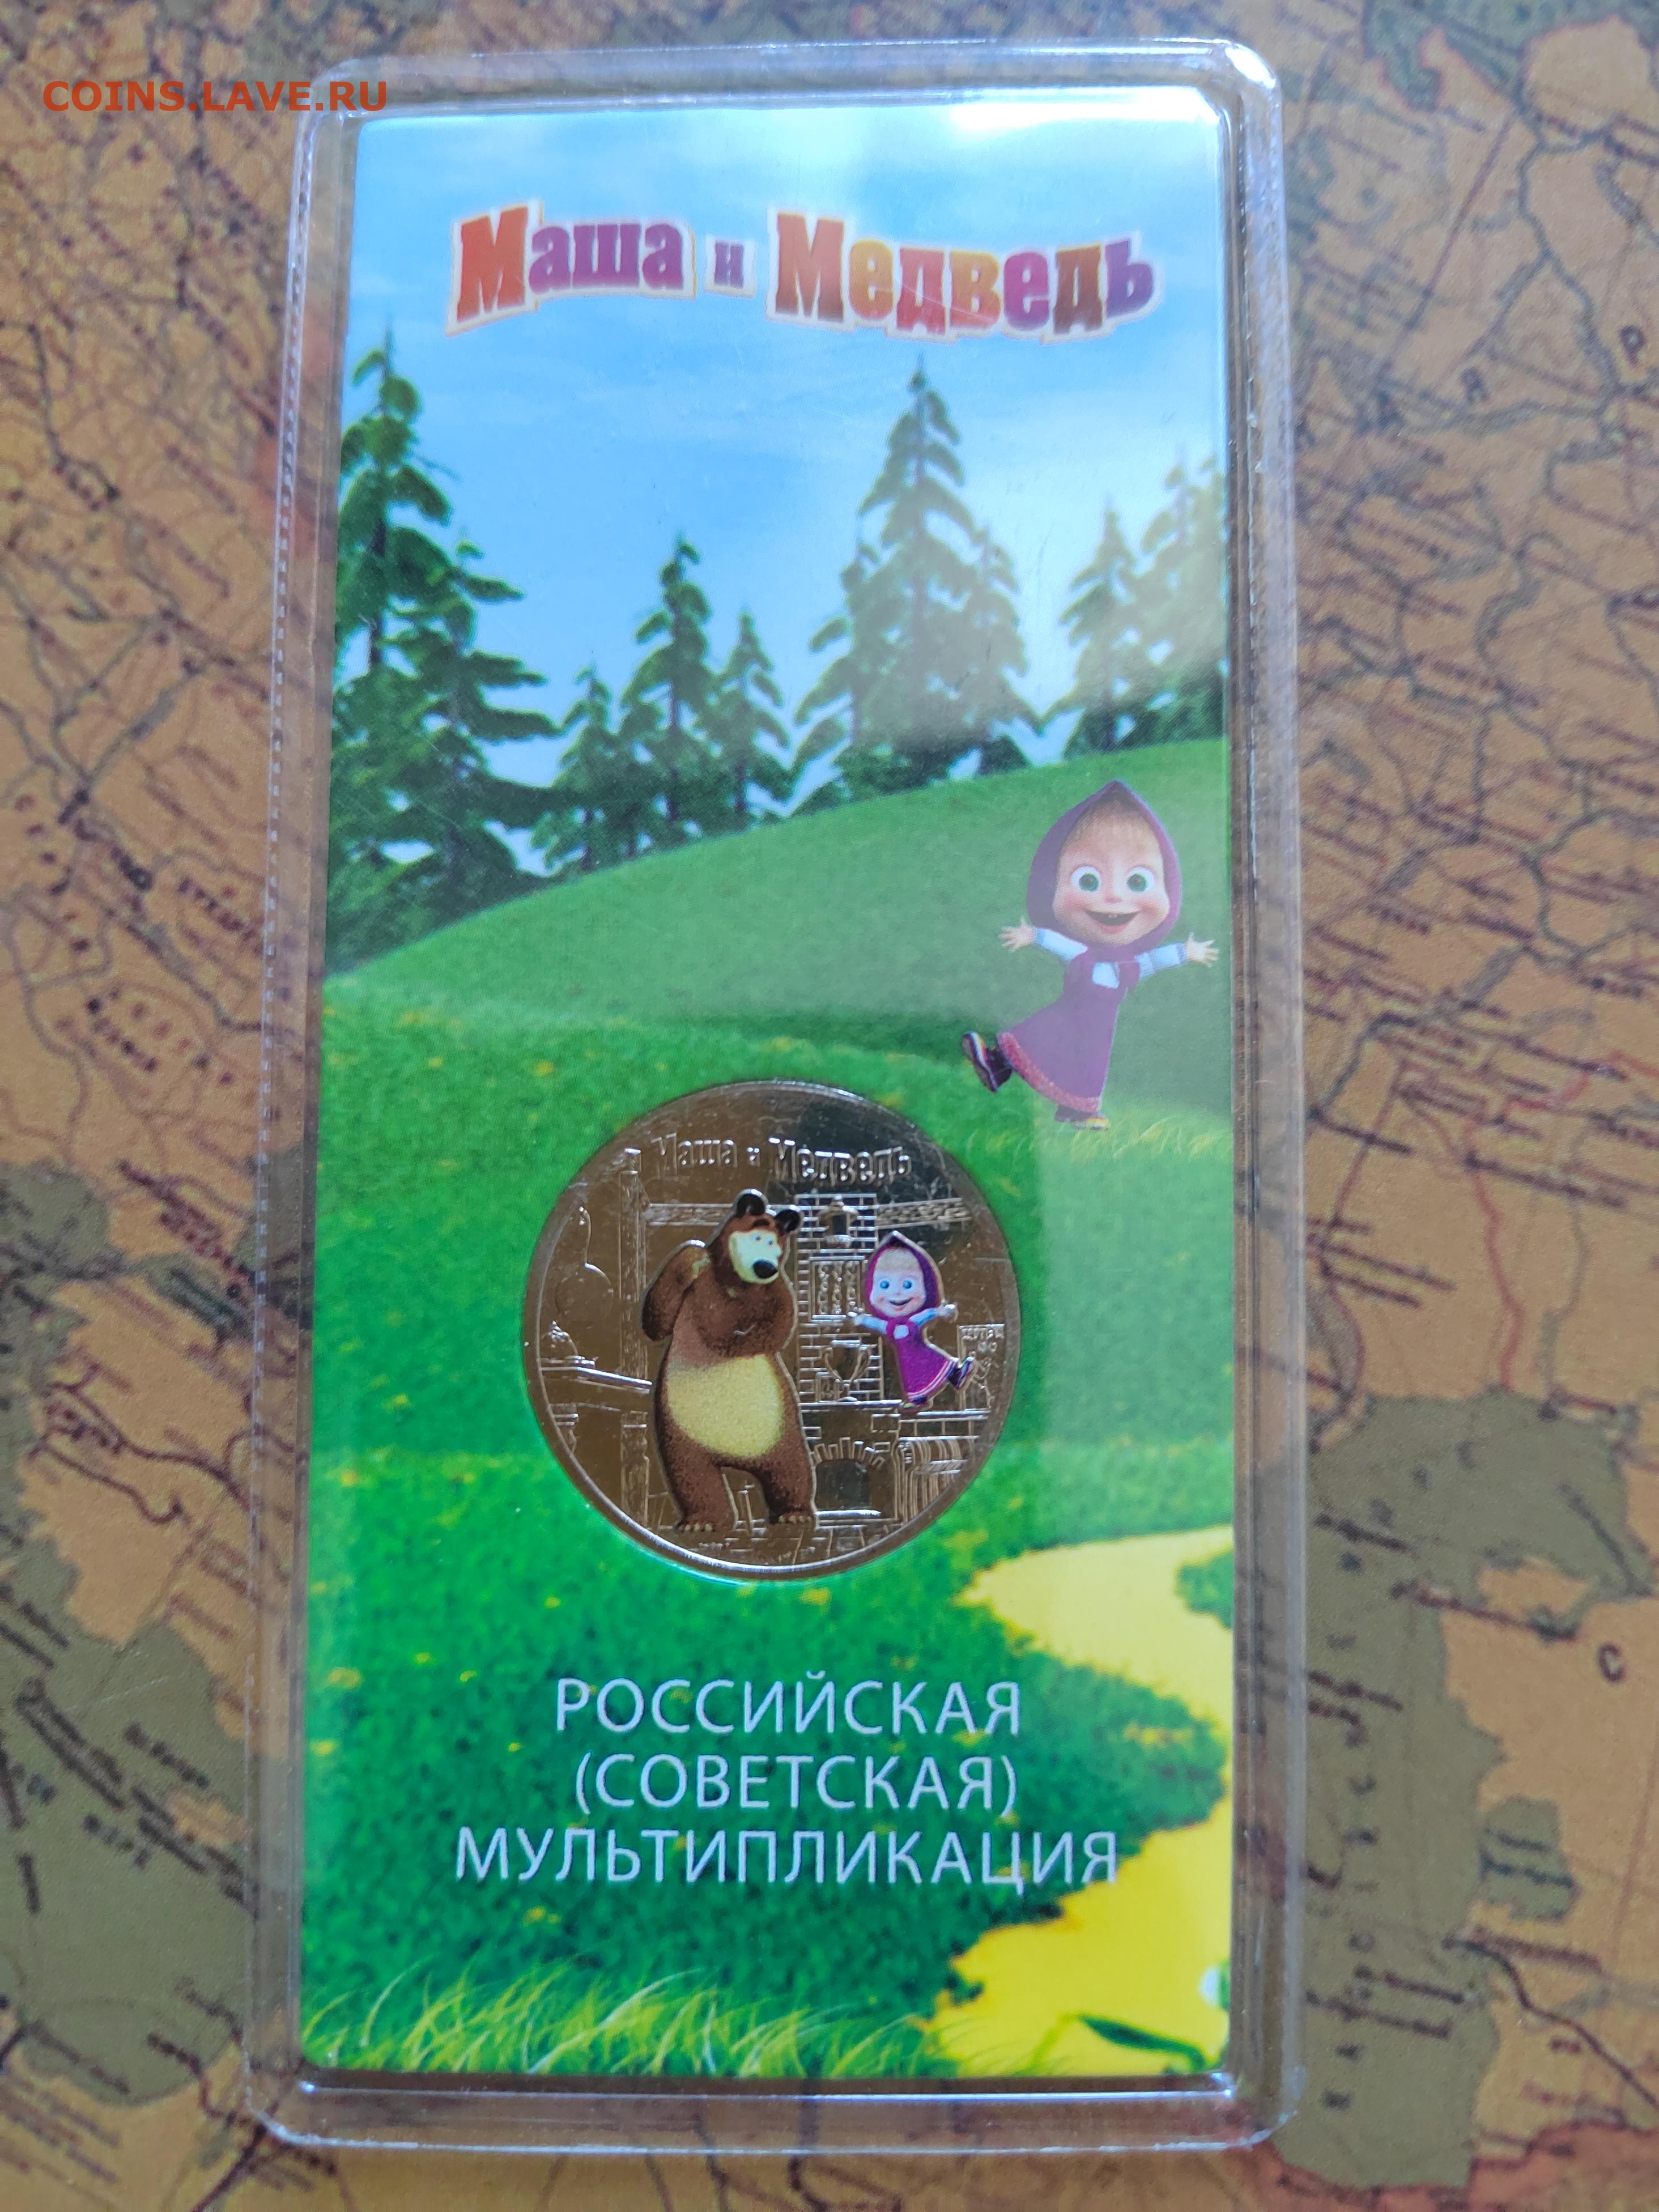 COINS.LAVE.RU
Маша и Медведь
Маша и Медведь
РОССИЙСКАЯ
(СОВЕТСКАЯ)
МУЛЬТИПЛИКАЦИЯ